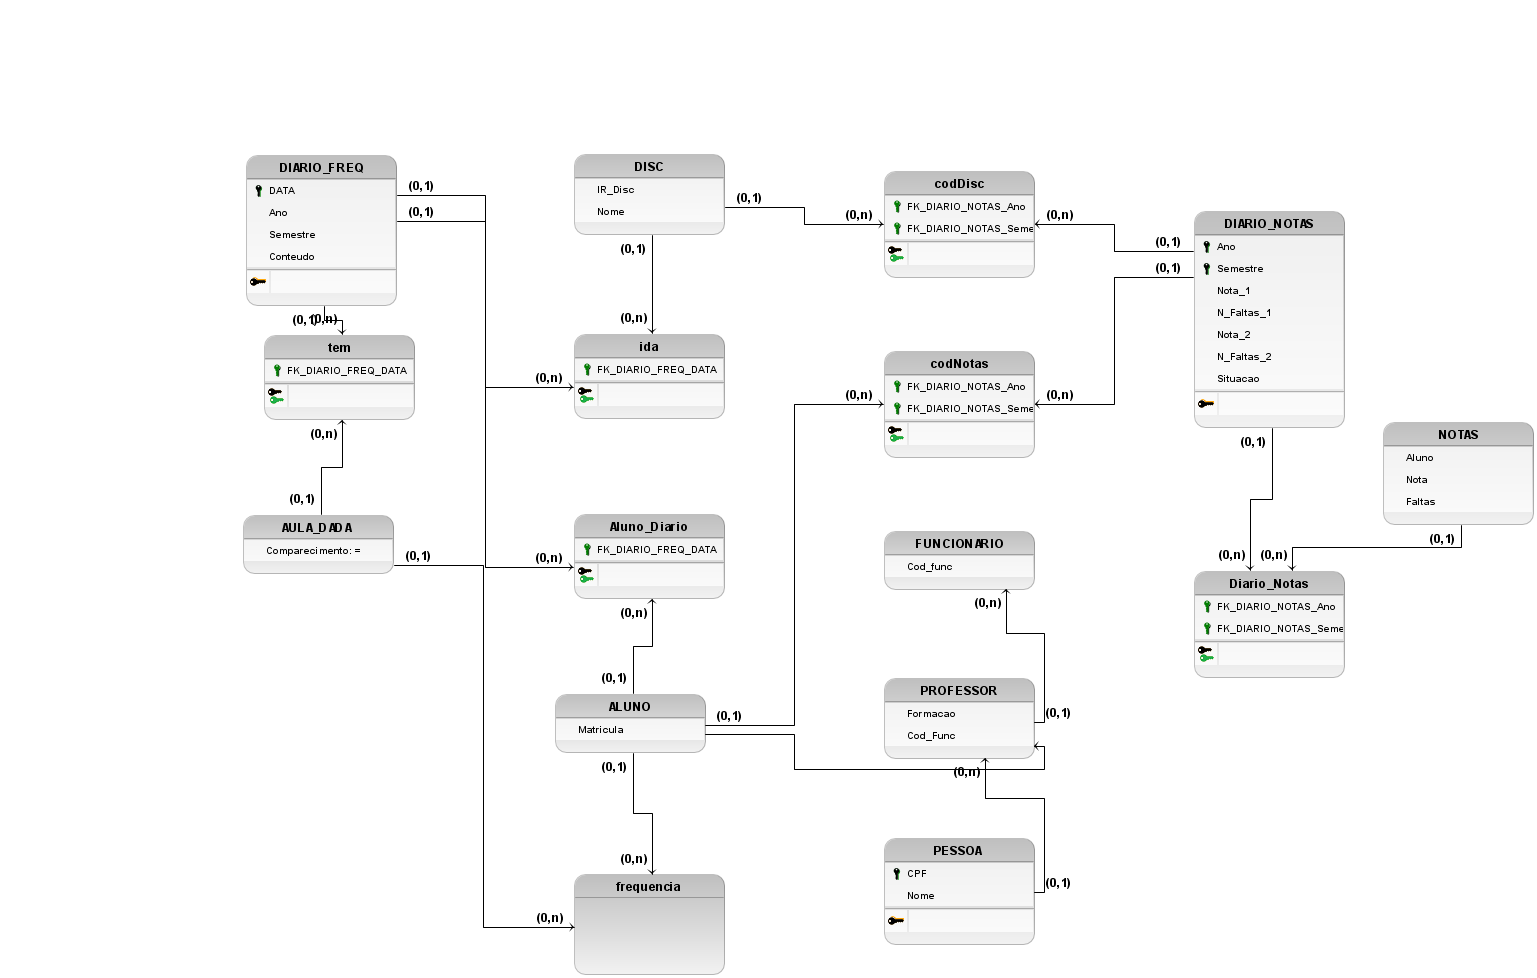 DIARIO_FREQ
DATA
Ano
Semestre
Conteudo
(0,1)
(0,1)
(0,1)
(0,n)
tem
FK_DIARIO_FREQ_DATA
(0,n)
(0,1)
AULA_DADA
Comparecimento: =
(0,1)
DISC
IR_Disc
Nome
(0,1)
(0,1)
(0,n)
ida
FK_DIARIO_FREQ_DATA
(0,n)
Aluno_Diario
FK_DIARIO_FREQ_DATA
(0,n)
(0,n)
(0,1)
ALUNO
Matricula
(0,1)
(0,1)
(0,n)
frequencia
(0,n)
codDisc
FK_DIARIO_NOTAS_Ano
FK_DIARIO_NOTAS_Seme
(0,n)
(0,n)
codNotas
FK_DIARIO_NOTAS_Ano
FK_DIARIO_NOTAS_Seme
(0,n)
(0,n)
FUNCIONARIO
Cod_func
(0,n)
PROFESSOR
Formacao
Cod_Func
(0,1)
(0,n)
PESSOA
CPF
Nome
(0,1)
DIARIO_NOTAS
Ano
Semestre
Nota_1
N_Faltas_1
Nota_2
N_Faltas_2
Situacao
(0,1)
(0,1)
(0,1)
NOTAS
Aluno
Nota
Faltas
(0,1)
(0,n)
(0,n)
Diario_Notas
FK_DIARIO_NOTAS_Ano
FK_DIARIO_NOTAS_Seme